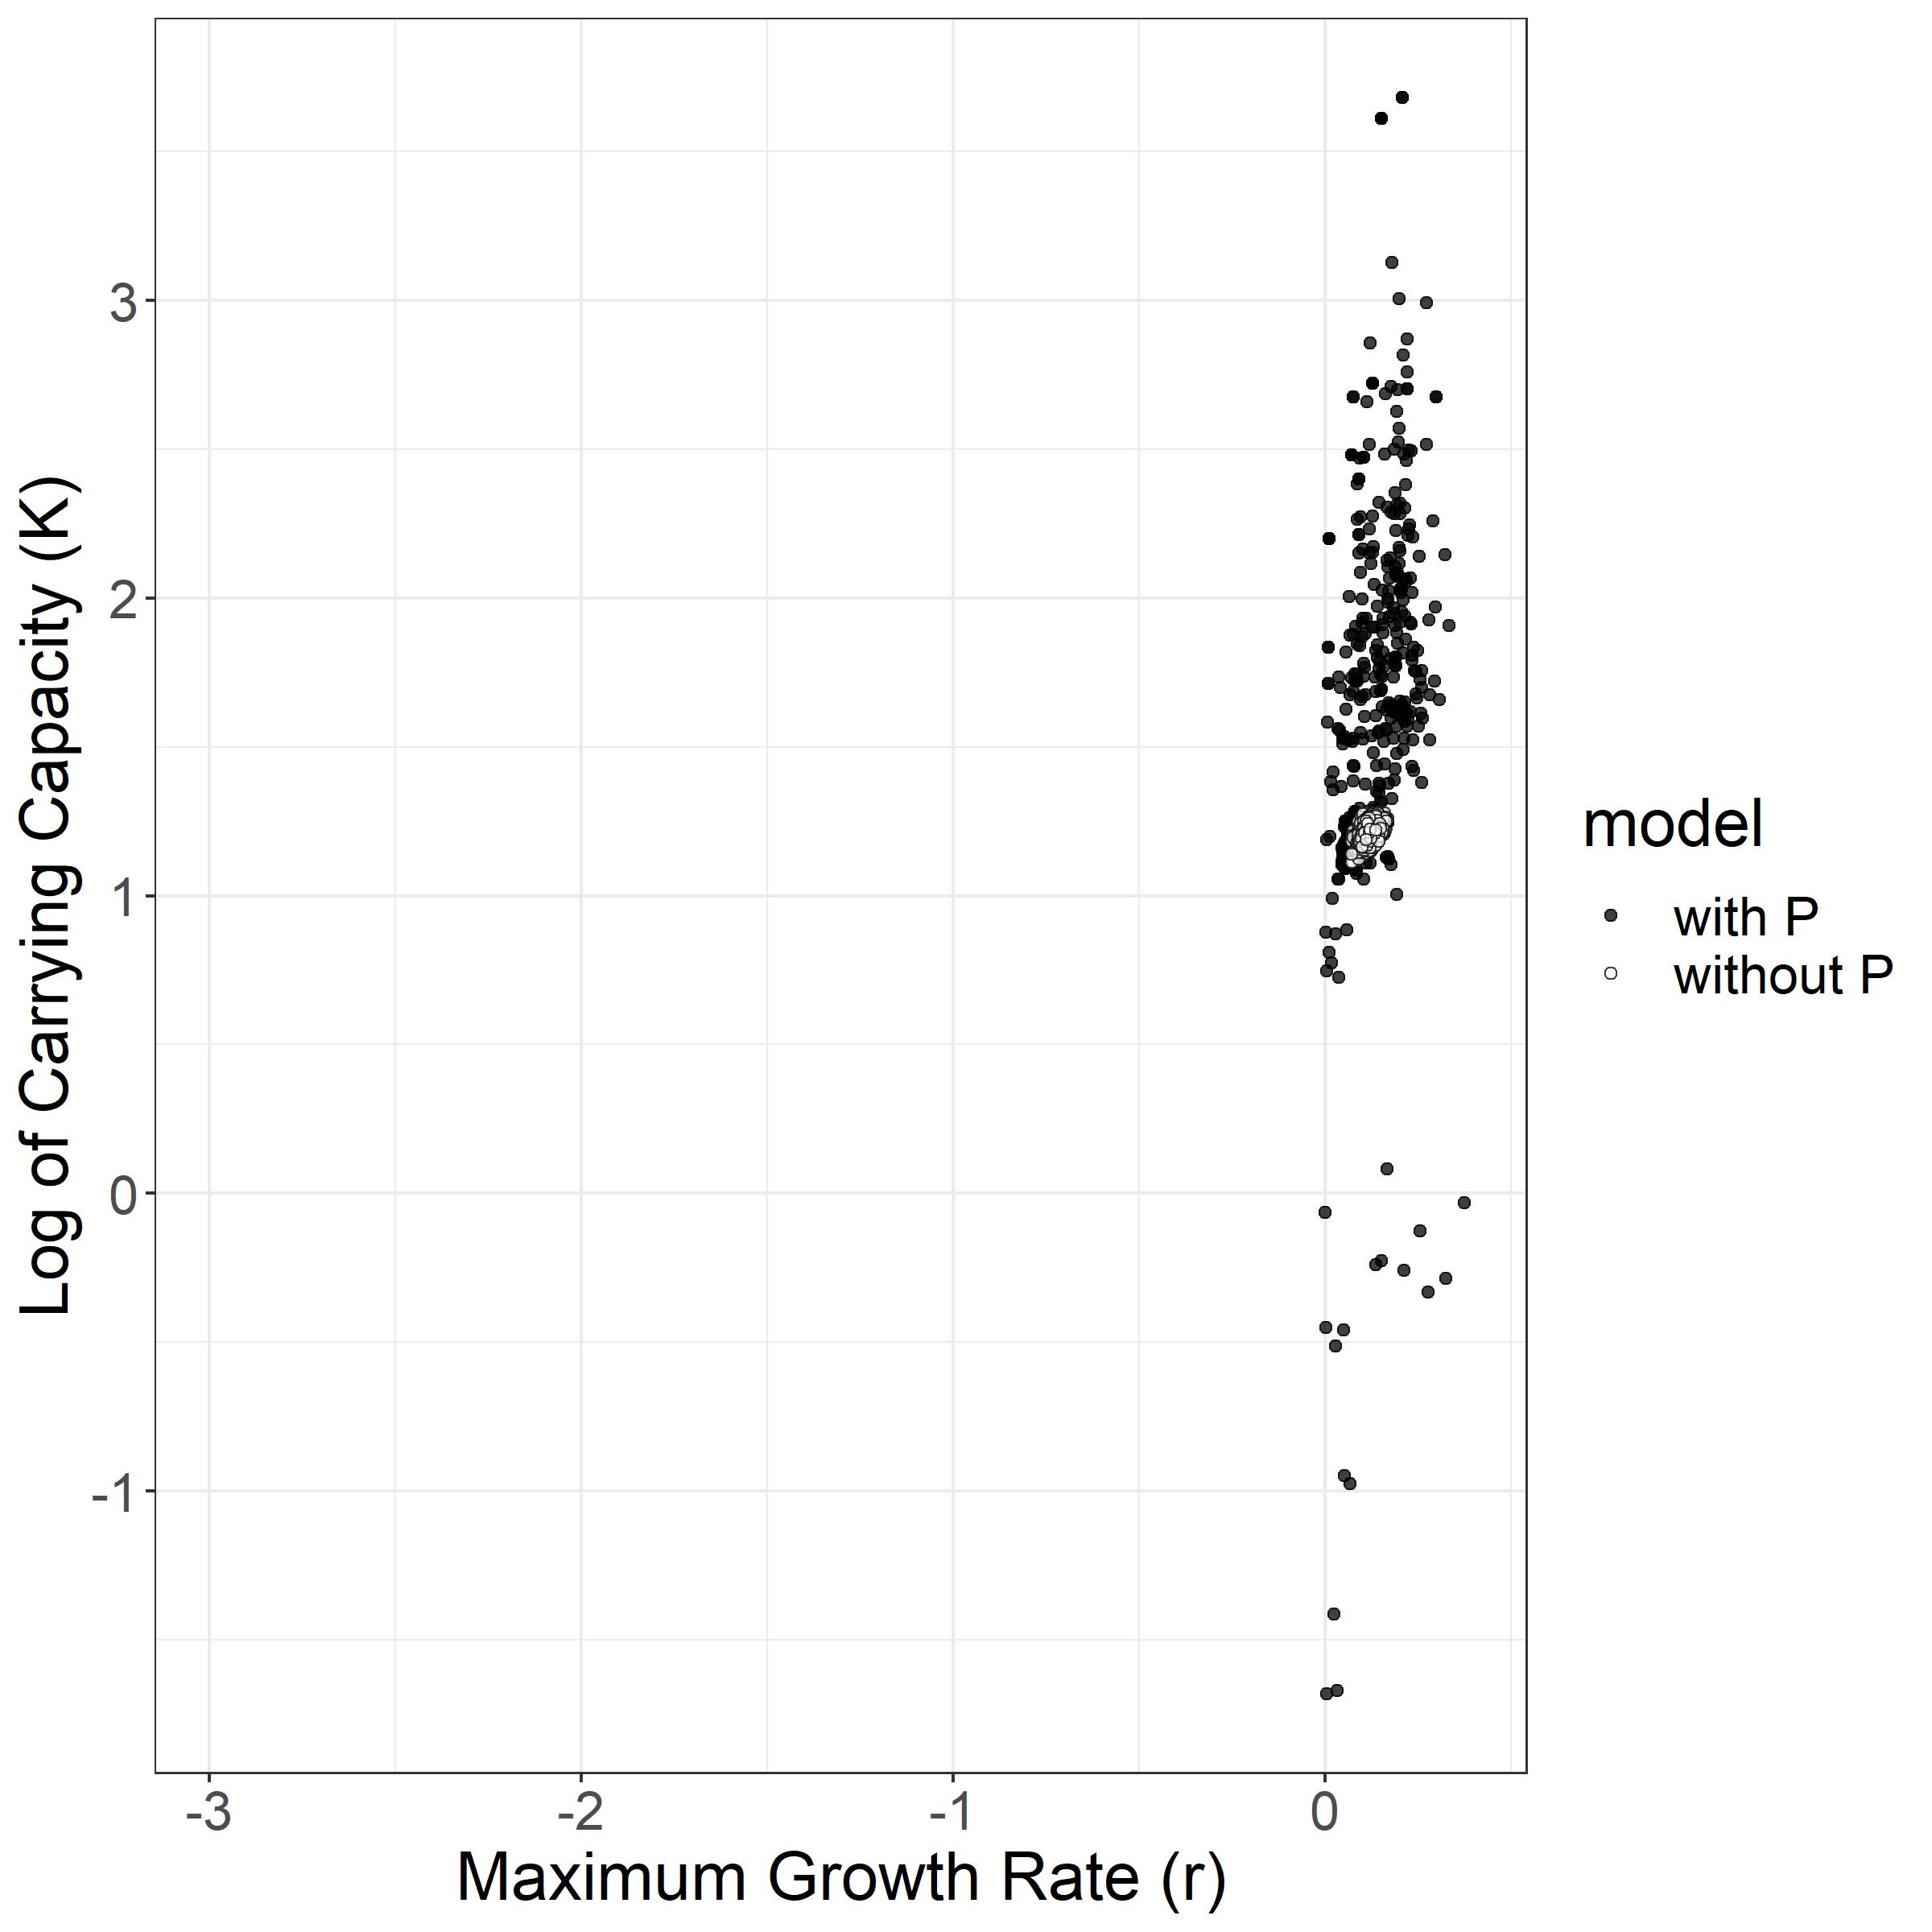 Log of Carrying Capacity (K)
3
2
1
0
-1
-3
-2
-1
0
Maximum Growth Rate (r)
model
with P
without P